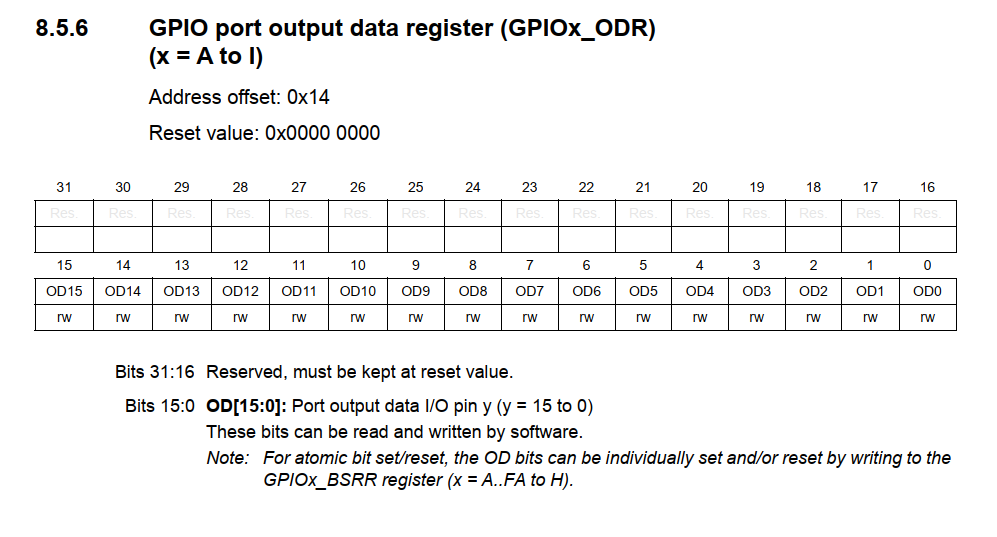 8.5.6 GPIO port output data register (GPIOx_ODR)
(x = A to I)
Address offset: 0x14
Reset value: 0x0000 0000
31 30 29 28 27 26 25 24 23 22 21 20 19 18 17 16
Res. Res. Res. Res. Res. Res. Res. Res. Res. Res. Res. Res. Res. Res. Res. Res.
15 14 13 12 11 10 9 8 7 6 5 4 3 2 1 0
OD15 OD14 OD13 OD12 OD11 OD10 OD9 OD8 OD7 OD6 OD5 OD4 OD3 OD2 OD1 OD0
rw rw rw rw rw rw rw rw rw rw rw rw rw rw rw rw
Bits 31:16 Reserved, must be kept at reset value.
Bits 15:0 OD[15:0]: Port output data I/O pin y (y = 15 to 0)
These bits can be read and written by software.
Note: For atomic bit set/reset, the OD bits can be individually set and/or reset by writing to the
GPIOx_BSRR register (x = A..FA to H).